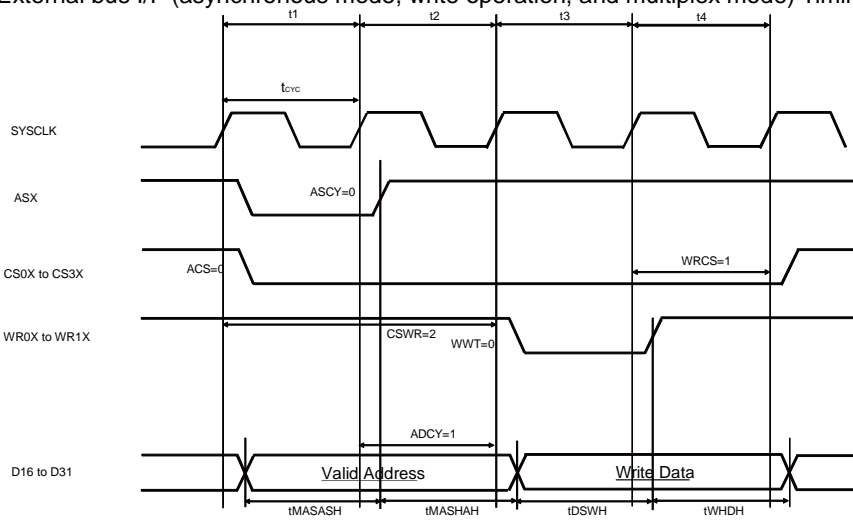 External bus I/F (asynchronous mode, write operation, and multiplex mode) Timin
t1 t2 t3 t4
tCYC
SYSCLK
ASX
ASCY=0
CS0X to CS3X
ACS=0
WRCS=1
WR0X to WR1X
CSWR=2
WWT=0
ADCY=1
D16 to D31
Valid Address
Write Data
tMASASH tMASHAH tDSWH tWHDH